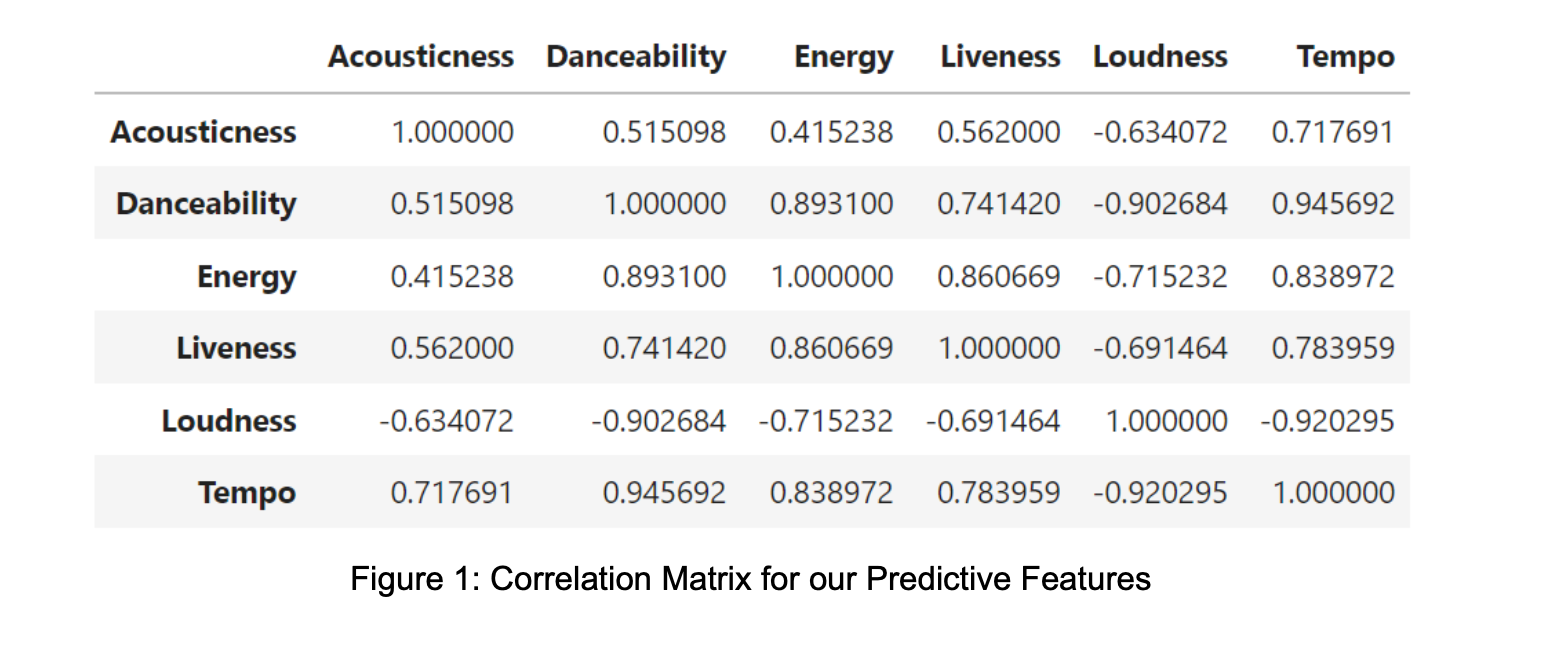 Acousticness Danceability Energy Liveness Loudness Tempo
Acousticness 1.000000 0.515098 0.415238 0.562000 -0.634072 0.717691
Danceability 0.515098 1.000000 0.893100 0.741420 -0.902684 0.945692
Energy 0.415238 0.893100 1.000000 0.860669 -0.715232 0.838972
Liveness 0.562000 0.741420 0.860669 1.000000 -0.691464 0.783959
Loudness -0.634072 -0.902684 -0.715232 -0.691464 1.000000 -0.920295
Tempo 0.717691 0.945692 0.838972 0.783959 -0.920295 1.000000
Figure 1: Correlation Matrix for our Predictive Features